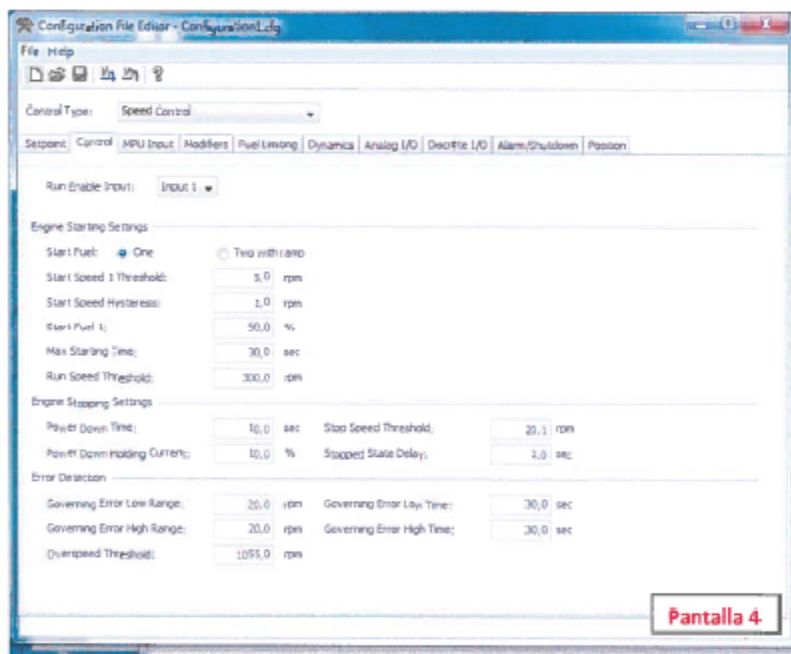 Configuration File Editor - Configuration1.cfg
File Help
Control Type: Speed Control
Setpoint Control MPU Input Modifiers Fuel Limiting Dynamics Analog I/O Discrete I/O Alarm/Shutdown Position
Run Enable Input: Input 1
Engine Starting Settings
Start Fuel: One Two with ramp
Start Speed 1 Threshold: 5,0 rpm
Start Speed Hysteresis: 1,0 rpm
Start Fuel 1: 50,0 %
Max Starting Time: 30,0 sec
Run Speed Threshold: 300,0 rpm
Engine Stopping Settings
Power Down Time: 10,0 sec Stop Speed Threshold: 20,1 rpm
Power Down Holding Current: 10,0 % Stopped State Delay: sec
Error Detection
Governing Error Low Range: 20,0 rpm Governing Error Low Time: 30,0 sec
Governing Error High Range: 20,0 rpm Governing Error High Time: 30,0 sec
Overspeed Threshold: 1055,0 rpm
Pantalla 4